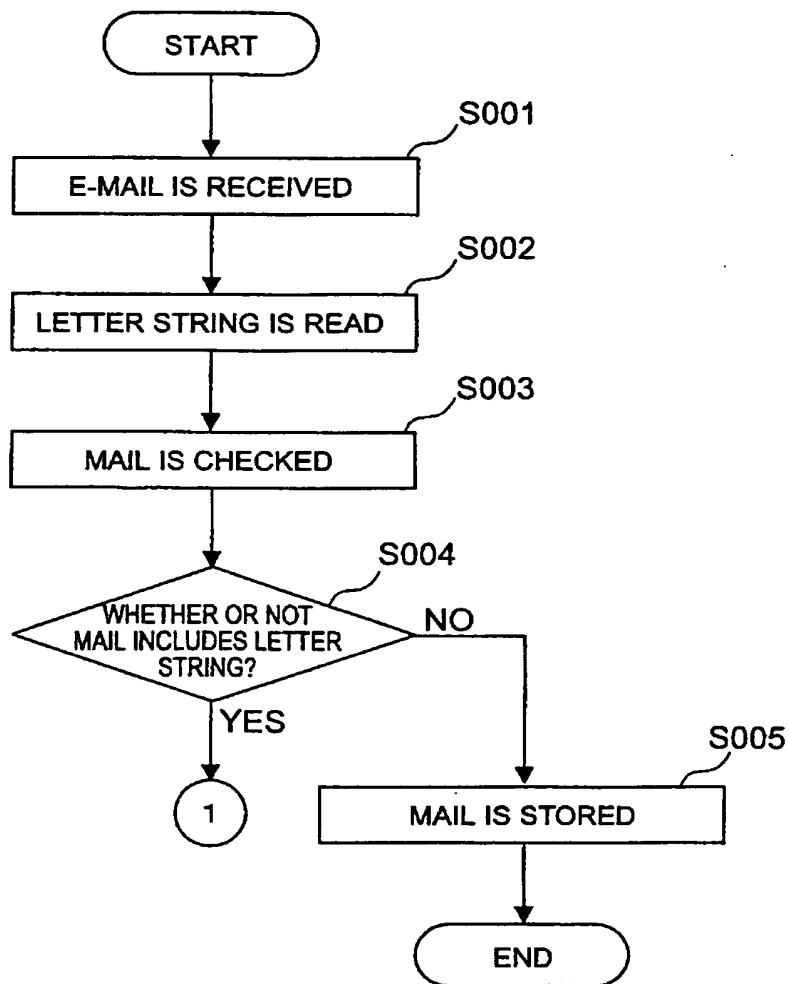 START
S001
E-MAIL IS RECEIVED
S002
LETTER STRING IS READ
S003
MAIL IS CHECKED
S004
WHETHER OR NOT
MAIL INCLUDES LETTER
STRING?
NO
YES
S005
1
MAIL IS STORED
END